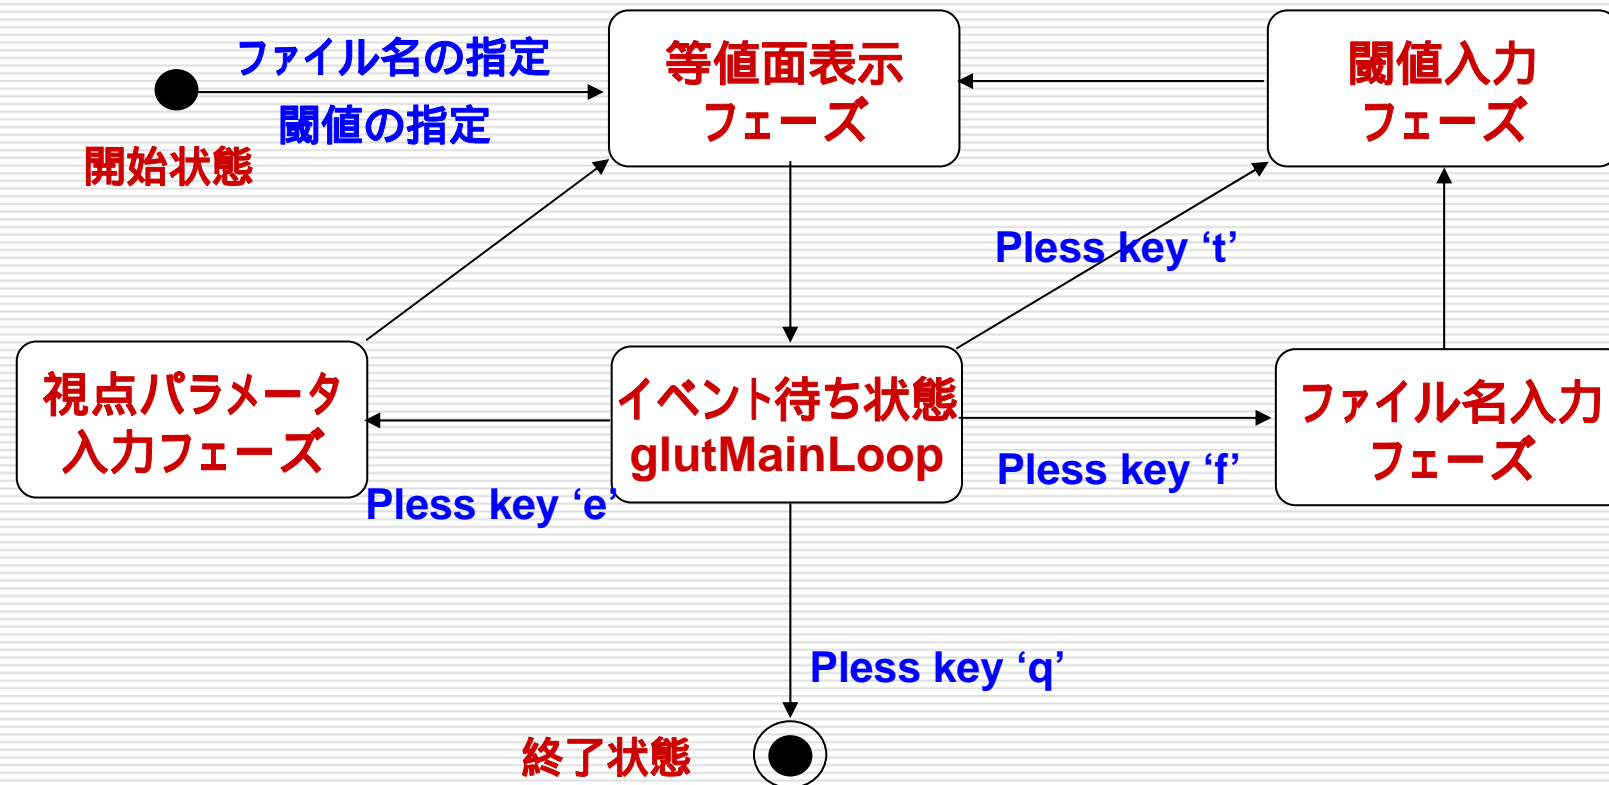 ファイル名の指定
閾値の指定
開始状態
等値面表示
フェーズ
閾値入力
フェーズ
Pless key ‘t’
視点パラメータ
入力フェーズ
イベント待ち状態
glutMainLoop
ファイル名入力
フェーズ
Pless key ‘e’
Pless key ‘f’
Pless key ‘q’
終了状態